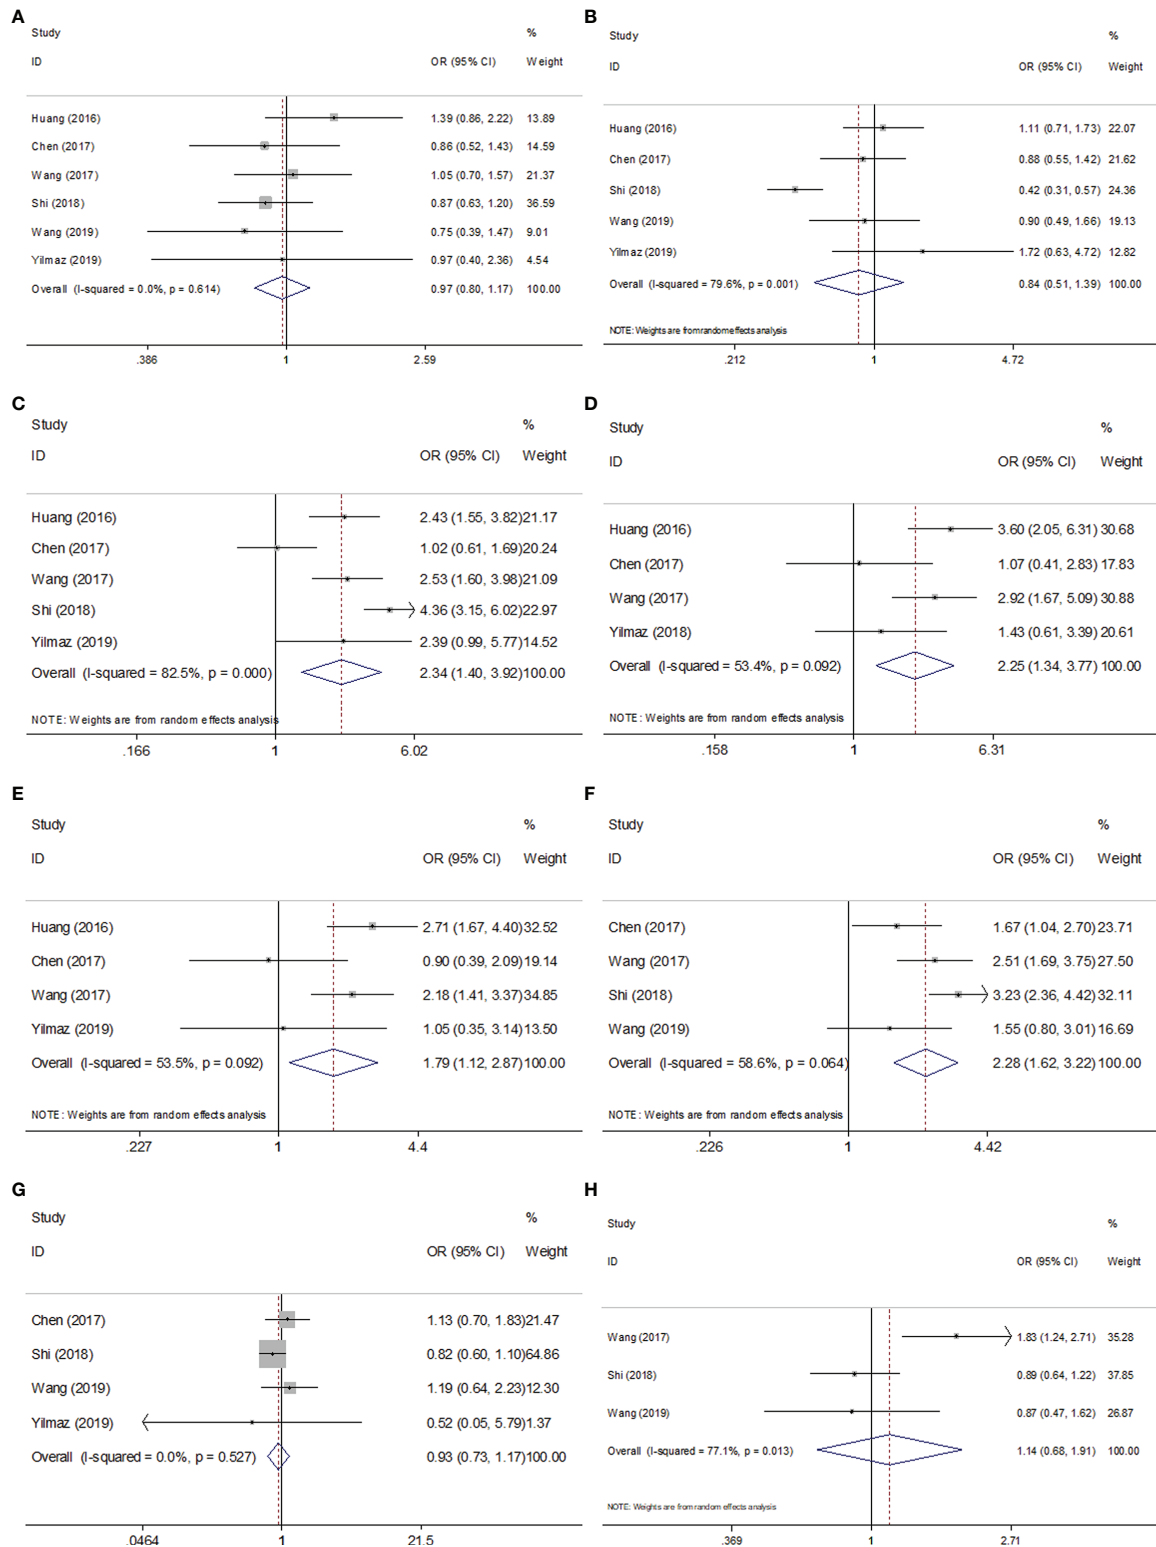 A
Study %
ID OR (95% CI) Weight
Huang (2016) 1.39 (0.86, 2.22) 13.89
Chen (2017) 0.86 (0.52, 1.43) 14.59
Wang (2017) 1.05 (0.70, 1.57) 21.37
Shi (2018) 0.87 (0.63, 1.20) 36.59
Wang (2019) 0.75 (0.39, 1.47) 9.01
Yilmaz (2019) 0.97 (0.40, 2.36) 4.54
Overall (I-squared = 0.0%, p = 0.614) 0.97 (0.80, 1.17) 100.00
.386 1 2.59
B
Study %
ID OR (95% CI) Weight
Huang (2016) 1.11 (0.71, 1.73) 22.07
Chen (2017) 0.88 (0.55, 1.42) 21.62
Shi (2018) 0.42 (0.31, 0.57) 24.36
Wang (2019) 0.90 (0.49, 1.66) 19.13
Yilmaz (2019) 1.72 (0.63, 4.72) 12.82
Overall (I-squared = 79.6%, p = 0.001) 0.84 (0.51, 1.39) 100.00
NOTE: Weights are from random effects analysis
.212 1 4.72
C
Study %
ID OR (95% CI) Weight
Huang (2016) 2.43 (1.55, 3.82) 21.17
Chen (2017) 1.02 (0.61, 1.69) 20.24
Wang (2017) 2.53 (1.60, 3.98) 21.09
Shi (2018) 4.36 (3.15, 6.02) 22.97
Yilmaz (2019) 2.39 (0.99, 5.77) 14.52
Overall (I-squared = 82.5%, p = 0.000) 2.34 (1.40, 3.92) 100.00
NOTE: Weights are from random effects analysis
.166 1 6.02
D
Study %
ID OR (95% CI) Weight
Huang (2016) 3.60 (2.05, 6.31) 30.68
Chen (2017) 1.07 (0.41, 2.83) 17.83
Wang (2017) 2.92 (1.67, 5.09) 30.88
Yilmaz (2018) 1.43 (0.61, 3.39) 20.61
Overall (I-squared = 53.4%, p = 0.092) 2.25 (1.34, 3.77) 100.00
NOTE: Weights are from random effects analysis
.158 1 6.31
E
Study %
ID OR (95% CI) Weight
Huang (2016) 2.71 (1.67, 4.40) 32.52
Chen (2017) 0.90 (0.39, 2.09) 19.14
Wang (2017) 2.18 (1.41, 3.37) 34.85
Yilmaz (2019) 1.05 (0.35, 3.14) 13.50
Overall (I-squared = 53.5%, p = 0.092) 1.79 (1.12, 2.87) 100.00
NOTE: Weights are from random effects analysis
.227 1 4.4
F
Study %
ID OR (95% CI) Weight
Chen (2017) 1.67 (1.04, 2.70) 23.71
Wang (2017) 2.51 (1.69, 3.75) 27.50
Shi (2018) 3.23 (2.36, 4.42) 32.11
Wang (2019) 1.55 (0.80, 3.01) 16.69
Overall (I-squared = 58.6%, p = 0.064) 2.28 (1.62, 3.22) 100.00
NOTE: Weights are from random effects analysis
.226 1 4.42
G
Study %
ID OR (95% CI) Weight
Chen (2017) 1.13 (0.70, 1.83) 21.47
Shi (2018) 0.82 (0.60, 1.10) 64.86
Wang (2019) 1.19 (0.64, 2.23) 12.30
Yilmaz (2019) 0.52 (0.05, 5.79) 1.37
Overall (I-squared = 0.0%, p = 0.527) 0.93 (0.73, 1.17) 100.00
.0464 1 21.5
H
Study %
ID OR (95% CI) Weight
Wang (2017) 1.83 (1.24, 2.71) 35.28
Shi (2018) 0.89 (0.64, 1.22) 37.85
Wang (2019) 0.87 (0.47, 1.62) 26.87
Overall (I-squared = 77.1%, p = 0.013) 1.14 (0.68, 1.91) 100.00
NOTE: Weights are from random effects analysis
.369 1 2.71